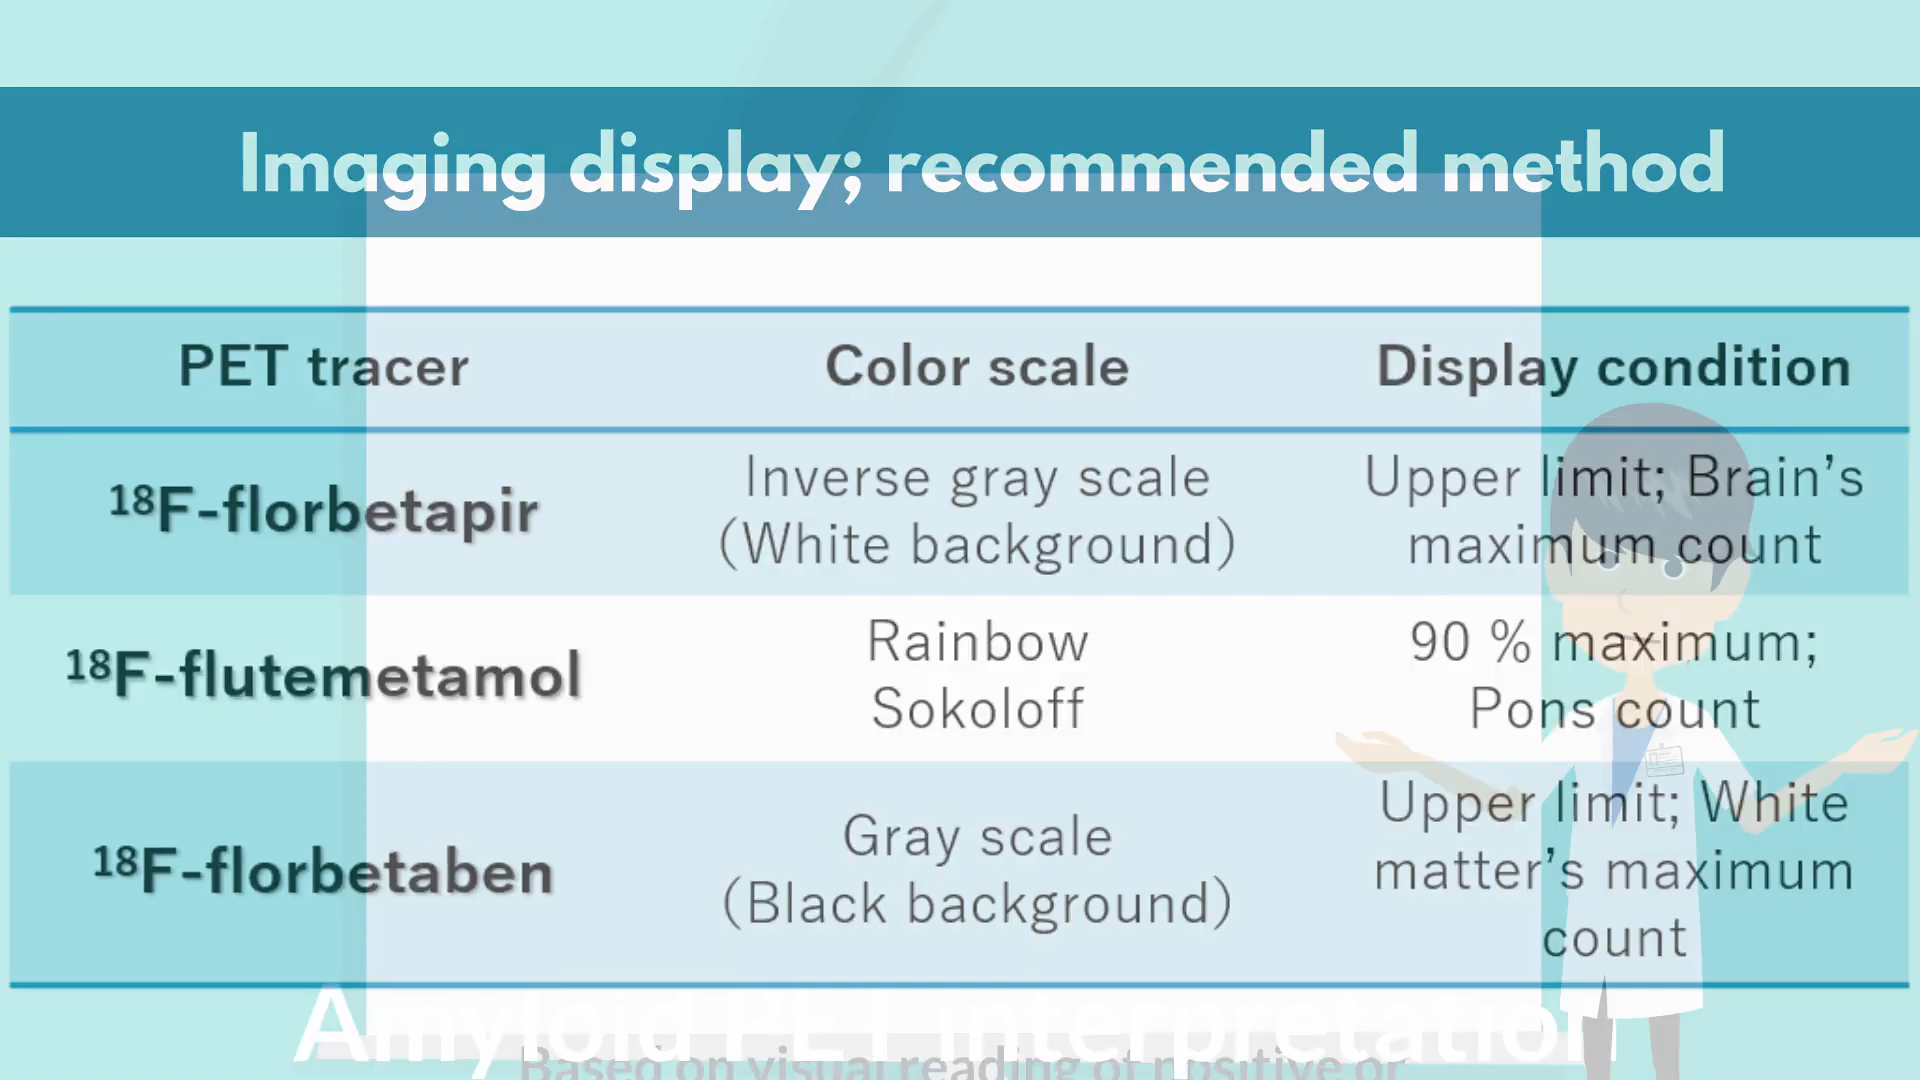 Imaging display; recommended method
PET tracer Color scale Display condition
¹⁸F-florbetapir
Inverse gray scale
(White background)
Upper limit; Brain’s
maximum count
¹⁸F-flutemetamol
Rainbow
Sokoloff
90 % maximum;
Pons count
¹⁸F-florbetaben
Gray scale
(Black background)
Upper limit; White
matter’s maximum
count
Amyloid PET interpretation
Based on visual reading of positive or